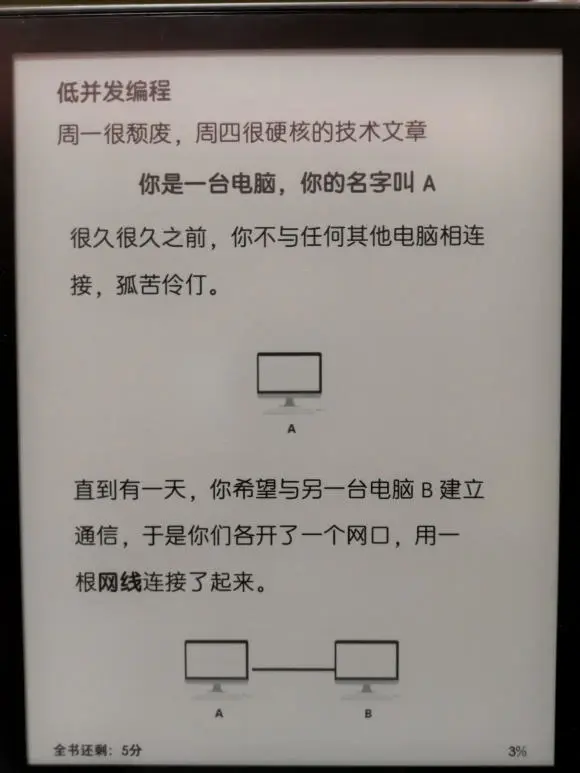 低并发编程
周一很颓废，周四很硬核的技术文章
你是一台电脑，你的名字叫 A
很久很久之前，你不与任何其他电脑相连
接，孤苦伶仃。
A
直到有一天，你希望与另一台电脑 B 建立
通信，于是你们各开了一个网口，用一
根网线连接了起来。
A
B
全书还剩：5分
3%